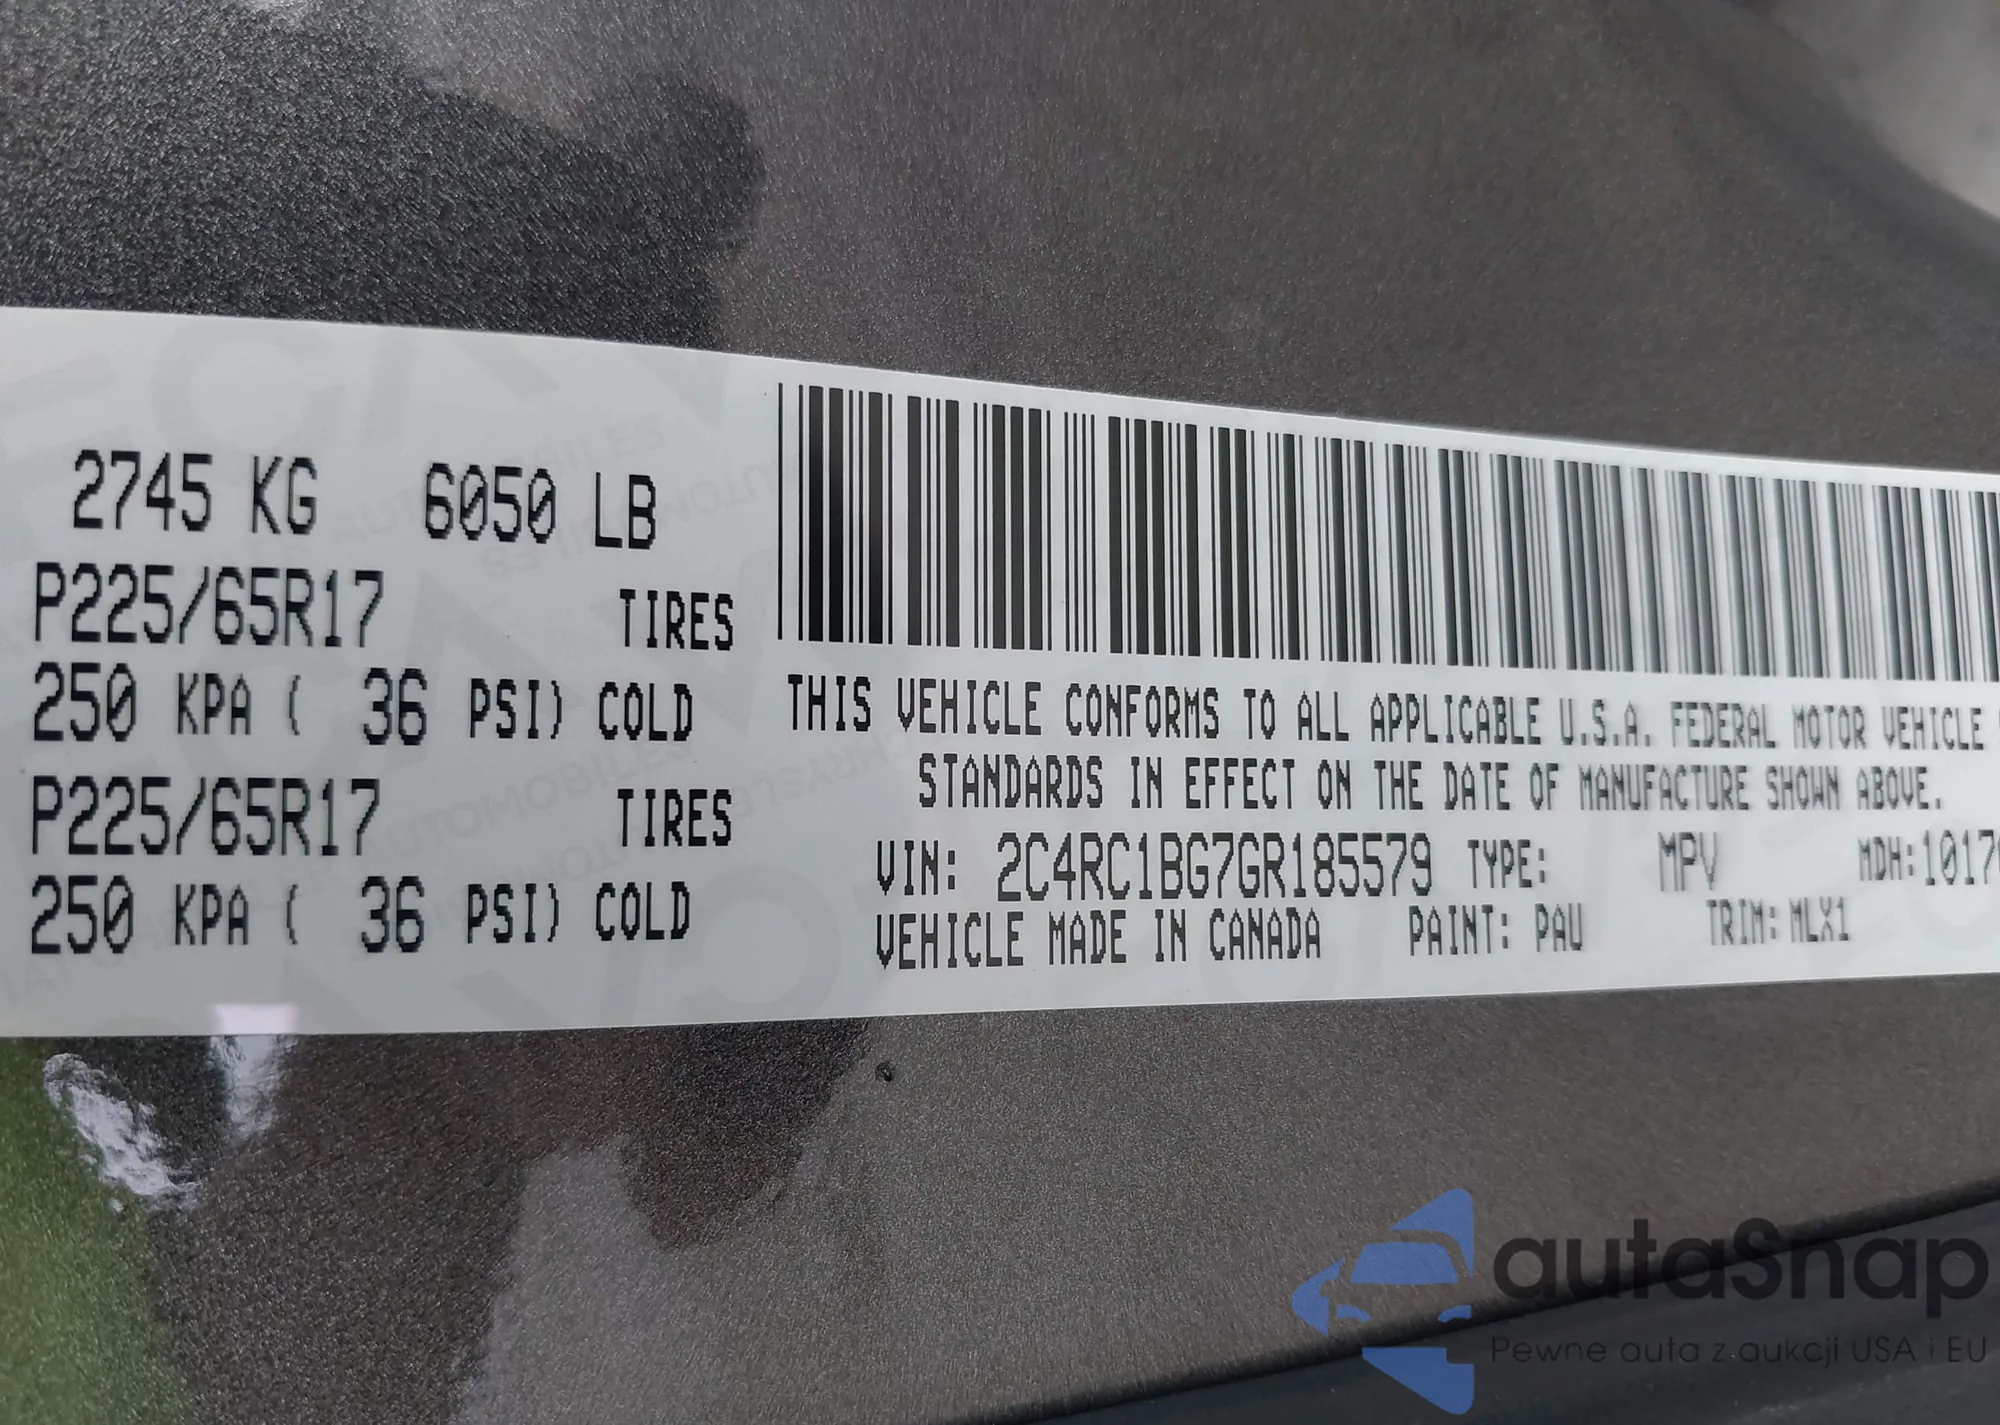 2745 KG 6050 LB
P225/65R17 TIRES
250 KPA ( 36 PSI) COLD
P225/65R17 TIRES
250 KPA ( 36 PSI) COLD
THIS VEHICLE CONFORMS TO ALL APPLICABLE U.S.A. FEDERAL MOTOR VEHICLE
STANDARDS IN EFFECT ON THE DATE OF MANUFACTURE SHOWN ABOVE.
VIN: 2C4RC1BG7GR185579 TYPE: MPV MDH:1017
VEHICLE MADE IN CANADA PAINT: PAU TRIM: MLX1
autaSnap
Pewne auta z aukcji USA i EU